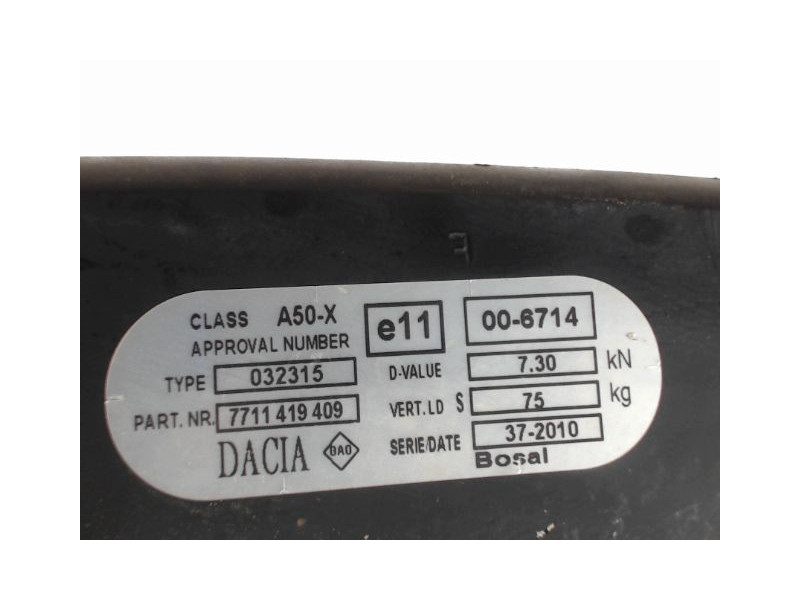 CLASS A50-X e11 00-6714
APPROVAL NUMBER
TYPE 032315 D-VALUE 7.30 kN
PART. NR. 7711 419 409 VERT. LD S 75 kg
DACIA SERIE/DATE 37-2010
Bosal